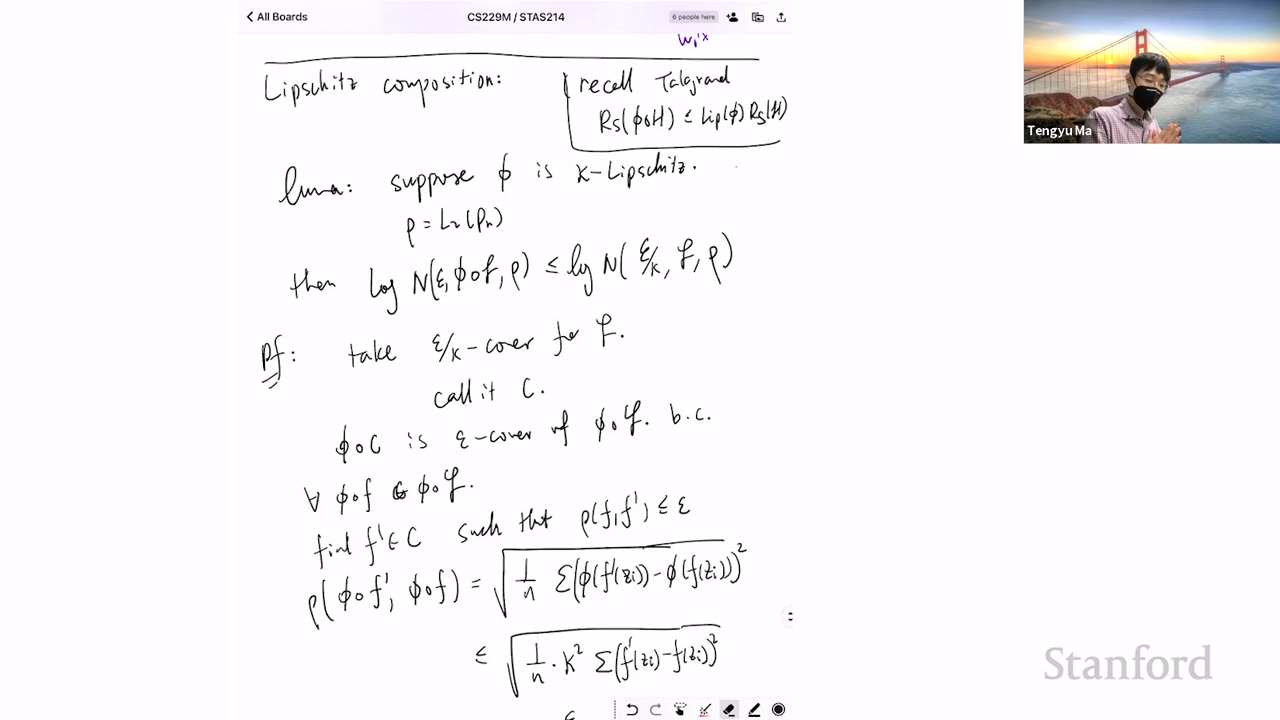 All Boards
CS229M / STAS214
6 people here
w₁ᵀx
Lipschitz composition:
recall Talagrand
Rs(ϕ∘H) ≤ Lip(ϕ) Rs(H)
lemma: suppose ϕ is κ-Lipschitz.
ρ = L₂(Pₙ)
then log N(ε, ϕ∘F, ρ) ≤ log N(ε/κ, F, ρ)
Pf: take ε/κ-cover for F.
call it C.
ϕ∘C is ε-cover of ϕ∘F. b.c.
∀ ϕ∘f ∈ ϕ∘F.
find f' ∈ C such that ρ(f, f') ≤ ε
ρ(ϕ∘f', ϕ∘f) = √(1/n Σ(ϕ(f'(zᵢ)) - ϕ(f(zᵢ)))²)
≤ √(1/n · κ² Σ(f'(zᵢ) - f(zᵢ))²)
Tengyu Ma
Stanford